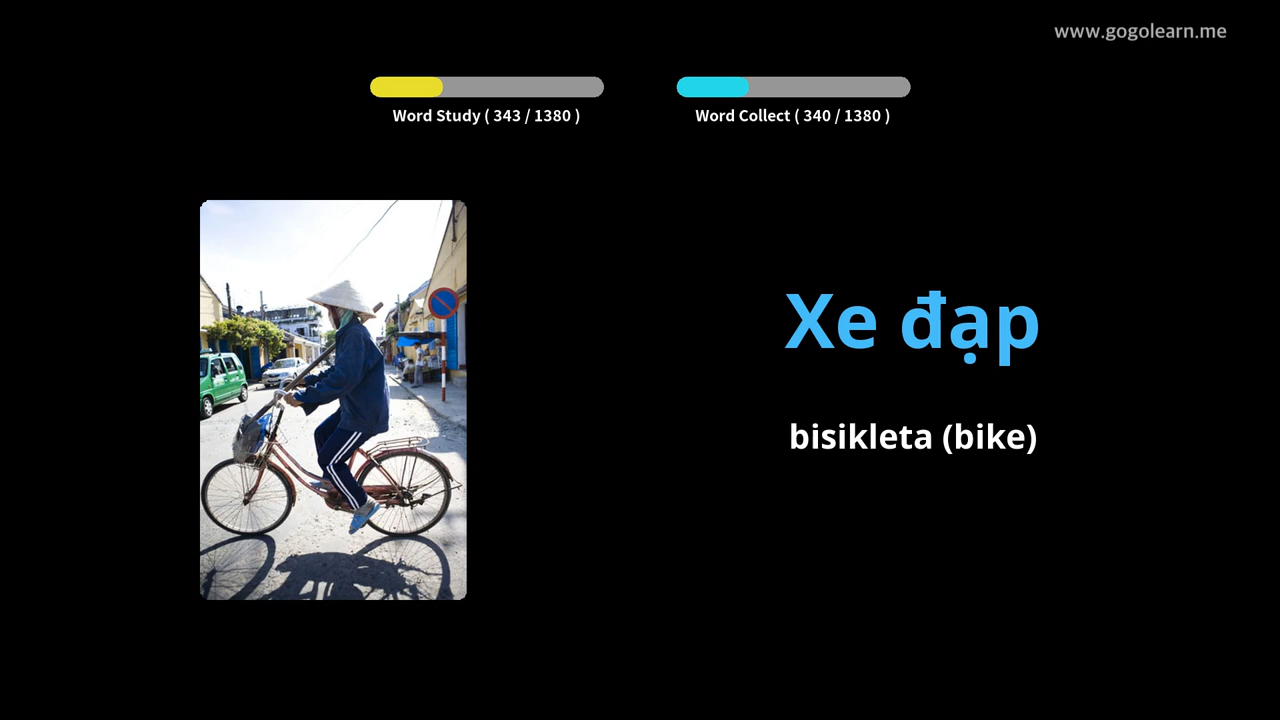 www.gogolearn.me
Word Study ( 343 / 1380 )
Word Collect ( 340 / 1380 )
Xe đạp
bisikleta (bike)